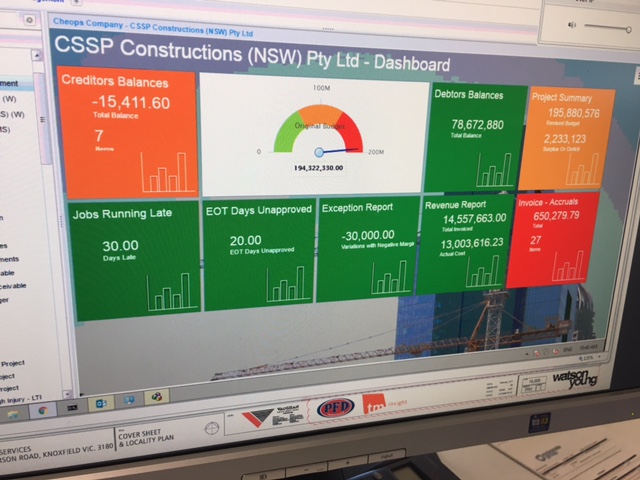 Cheops Company - CSSP Constructions (NSW) Pty Ltd
CSSP Constructions (NSW) Pty Ltd - Dashboard
Creditors Balances
-15,411.60
Total Balance
7
100M
Original Budget
0
200M
194,322,330.00
Debtors Balances
78,672,880
Total Balance
Project Summary
195,880,576
Revised Budget
2,233,123
Surplus Or Deficit
Jobs Running Late
30.00
Days Late
EOT Days Unapproved
20.00
EOT Days Unapproved
Exception Report
-30,000.00
Variations with Negative Margin
Revenue Report
14,557,663.00
Total Invoiced
13,003,616.23
Actual Cost
Invoice - Accruals
650,279.79
Total
27
Items
ment
(W)
S) (W)
MS)
es
ments
able
ceivable
ger
Project
oject
roject
gh Injury - LTI
125%
SERVICES
RSON ROAD, KNOXFIELD VIC. 3180
COVER SHEET
& LOCALITY PLAN
PFD
tm insight
watson
young